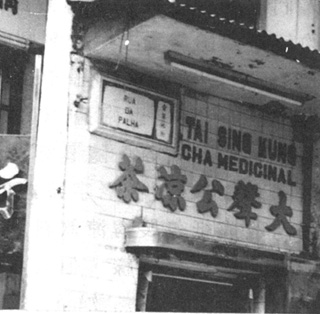 RUA
DA
PALHA
TAI SING KUNG
CHA MEDICINAL
茶涼公聲大